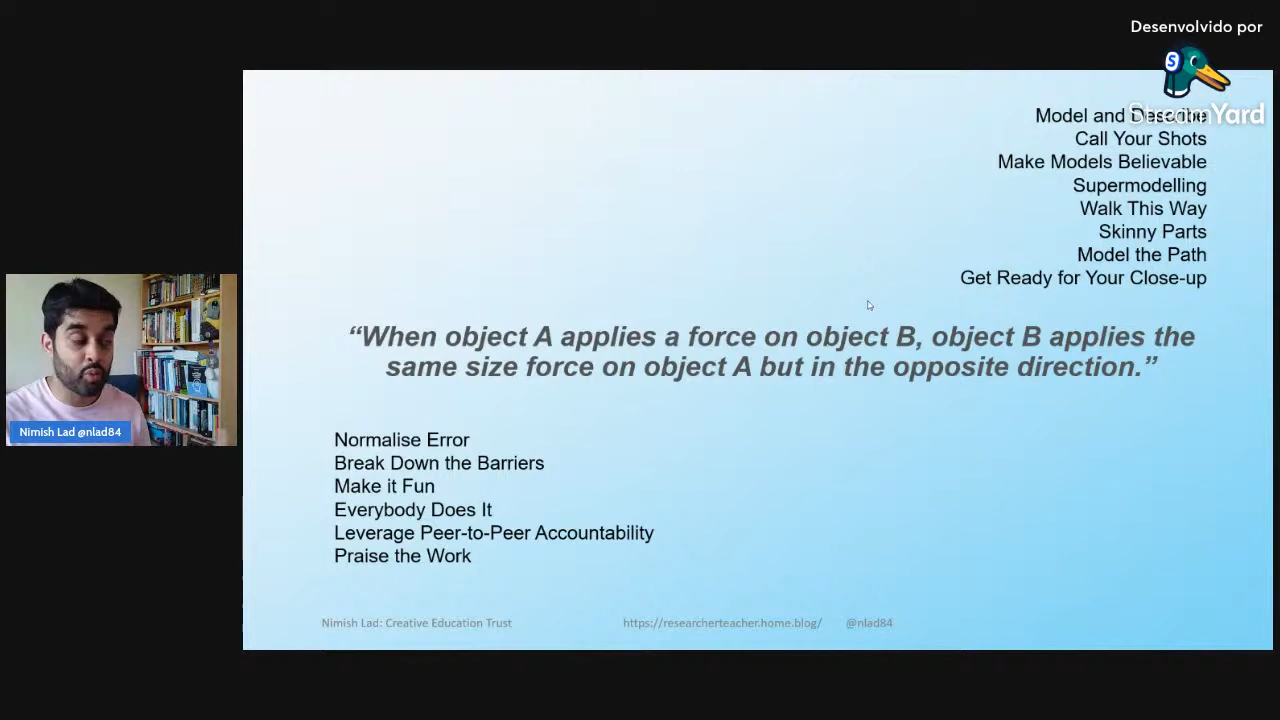 Desenvolvido por
StreamYard
Model and Describe
Call Your Shots
Make Models Believable
Supermodelling
Walk This Way
Skinny Parts
Model the Path
Get Ready for Your Close-up
“When object A applies a force on object B, object B applies the
same size force on object A but in the opposite direction.”
Nimish Lad @nlad84
Normalise Error
Break Down the Barriers
Make it Fun
Everybody Does It
Leverage Peer-to-Peer Accountability
Praise the Work
Nimish Lad: Creative Education Trust
https://researcherteacher.home.blog/
@nlad84